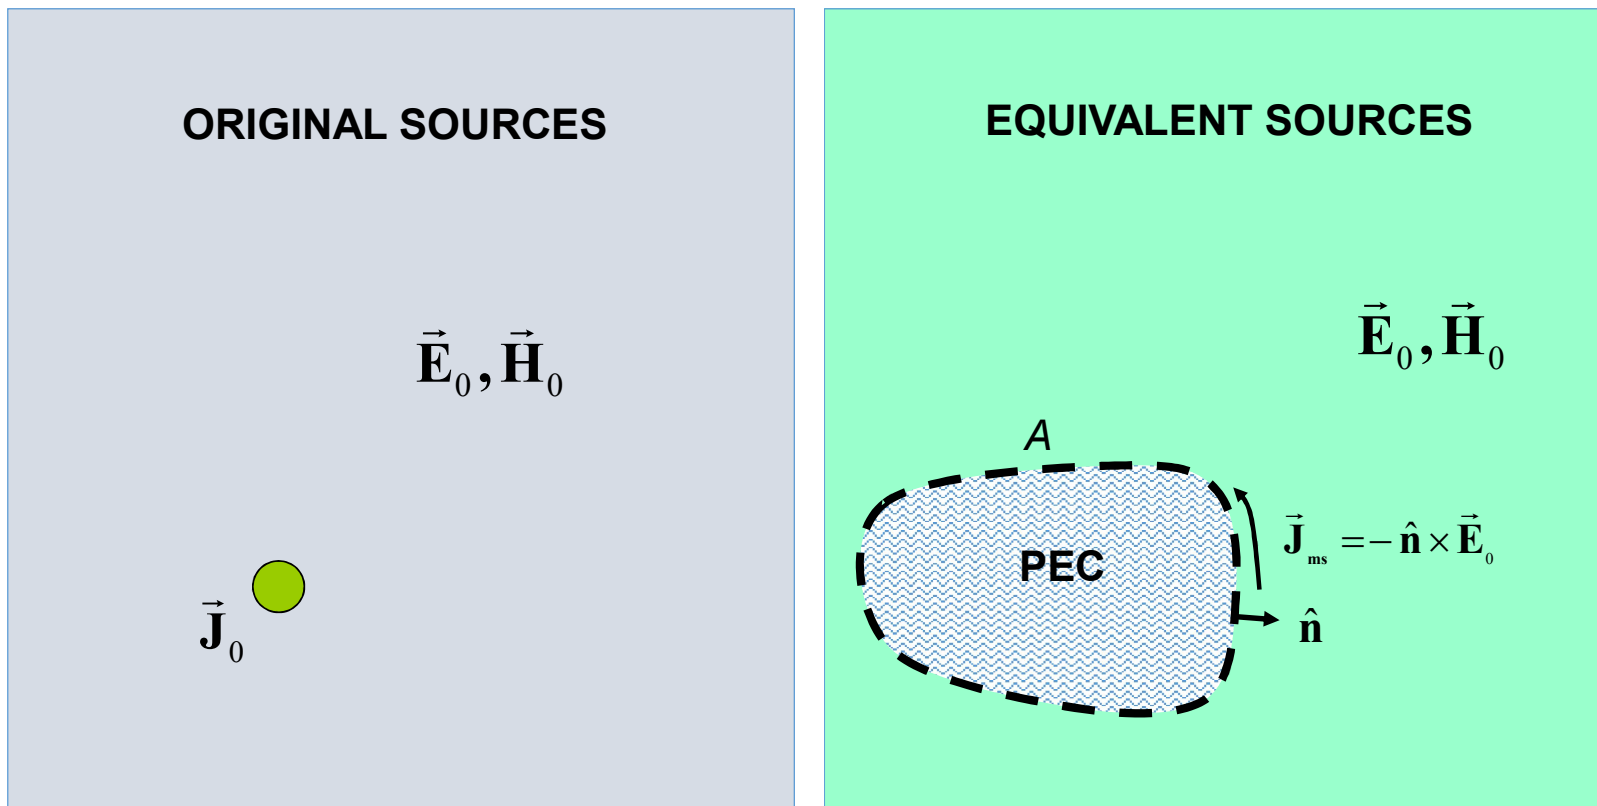 ORIGINAL SOURCES
E⃗₀, H⃗₀
J⃗₀
EQUIVALENT SOURCES
E⃗₀, H⃗₀
A
PEC
J⃗ₘₛ = − n̂ × E⃗₀
n̂